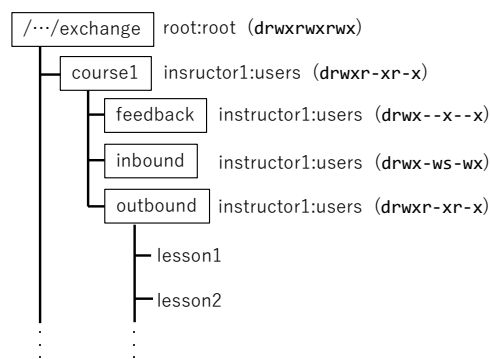 /…/exchange root:root (drwxrwxrwx)
course1 insructor1:users (drwxr-xr-x)
feedback instructor1:users (drwx--x--x)
inbound instructor1:users (drwx-ws-wx)
outbound instructor1:users (drwxr-xr-x)
lesson1
lesson2